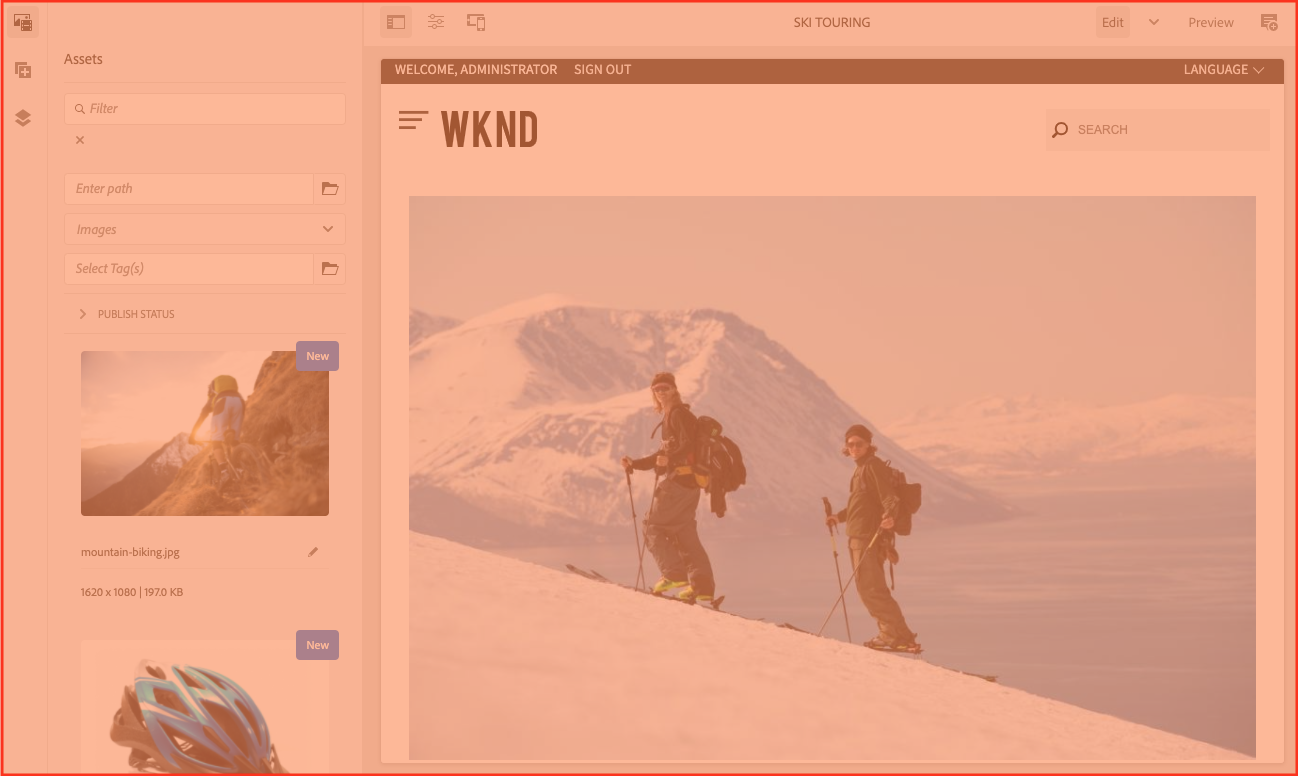 SKI TOURING
Edit
Preview
Assets
Filter
Enter path
Images
Select Tag(s)
PUBLISH STATUS
New
mountain-biking.jpg
1620 x 1080 | 197.0 KB
New
WELCOME, ADMINISTRATOR SIGN OUT
LANGUAGE
WKND
SEARCH